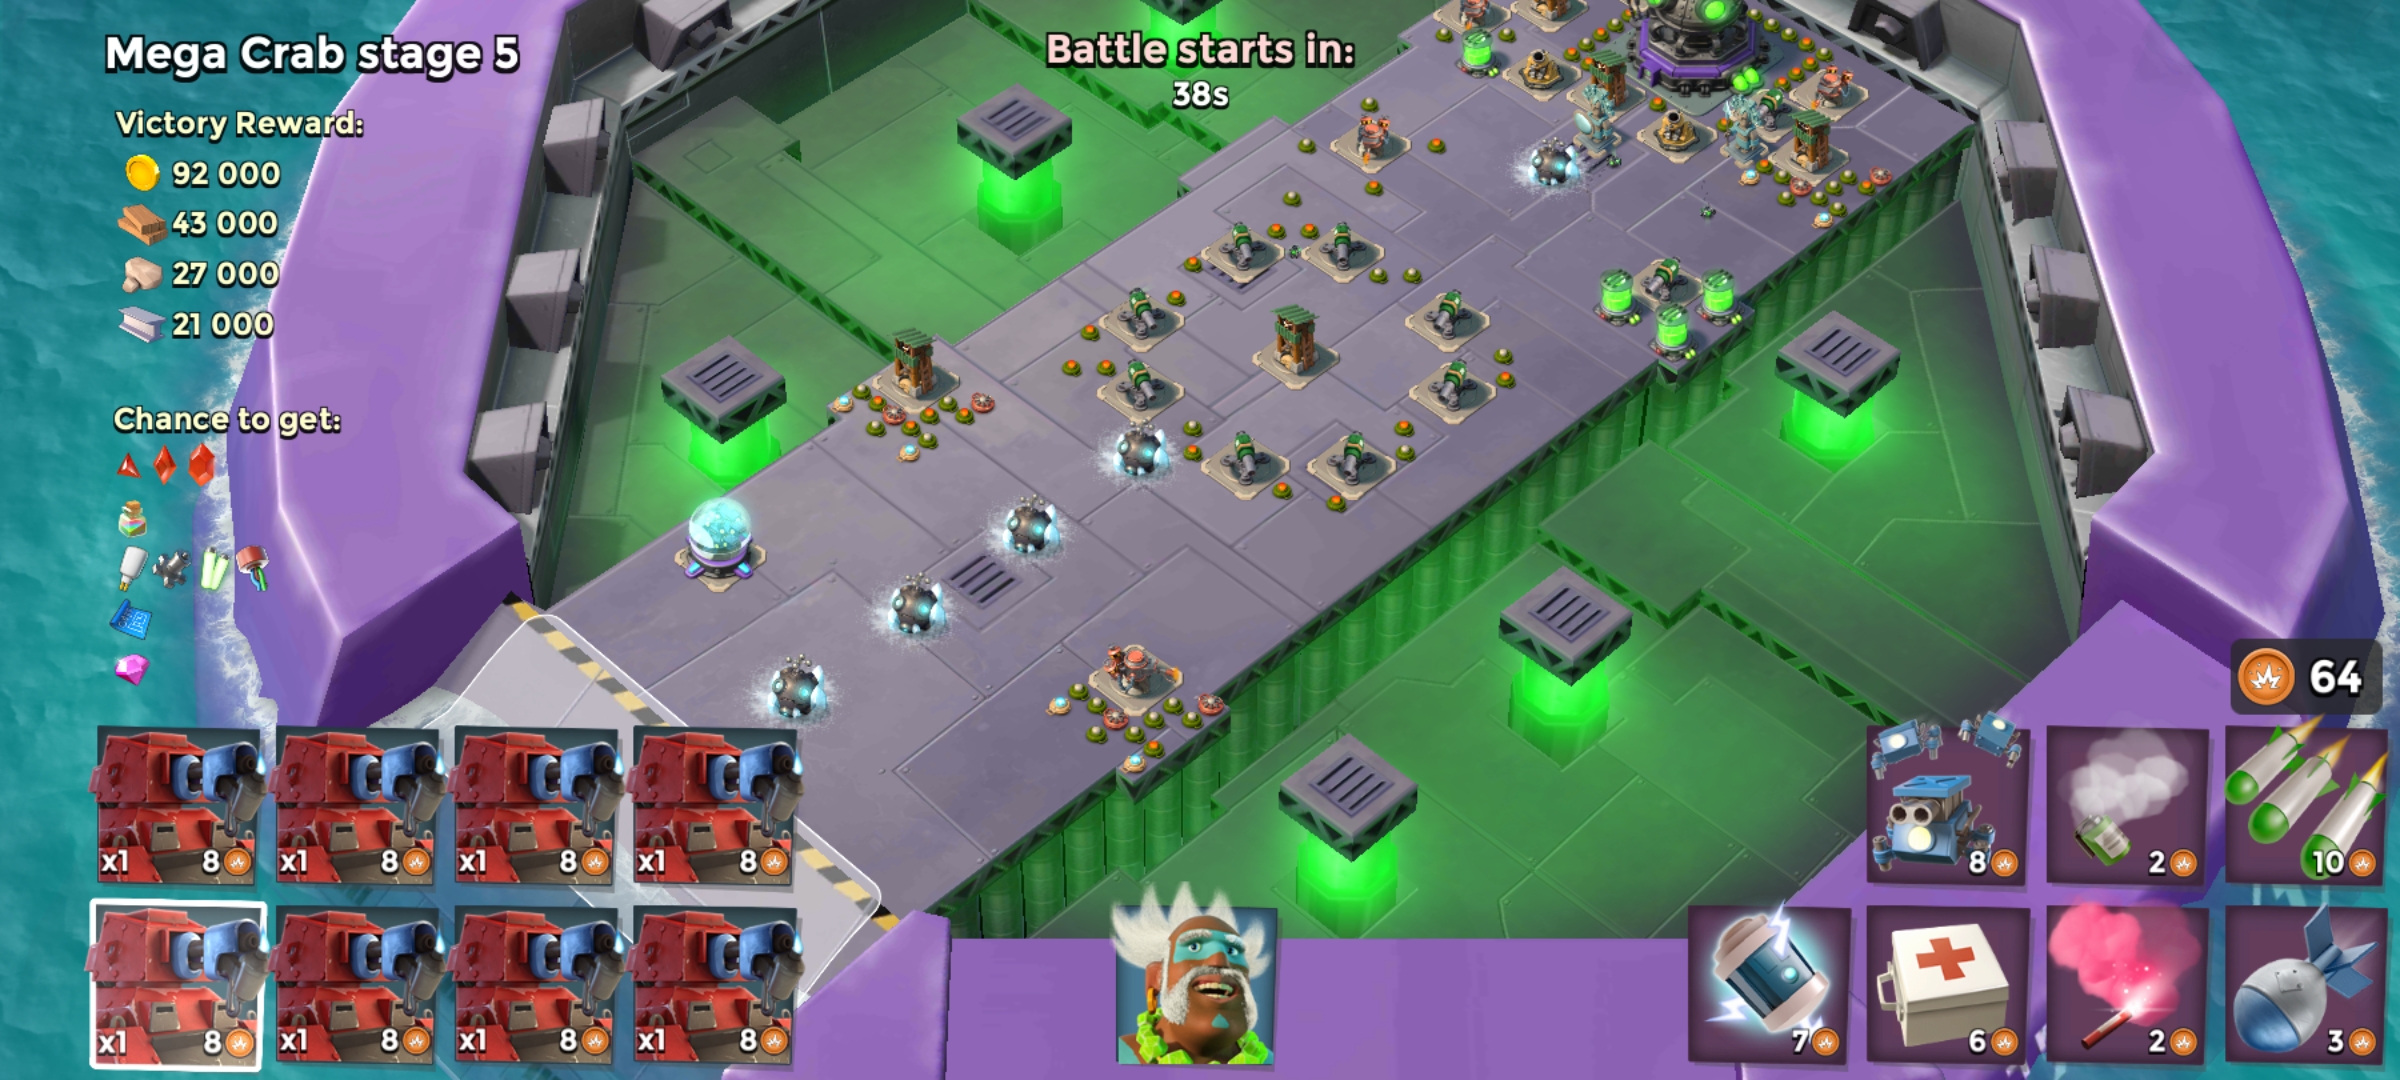 Mega Crab stage 5
Battle starts in:
38s
Victory Reward:
92 000
43 000
27 000
21 000
Chance to get:
64
x1 8
x1 8
x1 8
x1 8
8
2
10
x1 8
x1 8
x1 8
x1 8
7
6
2
3